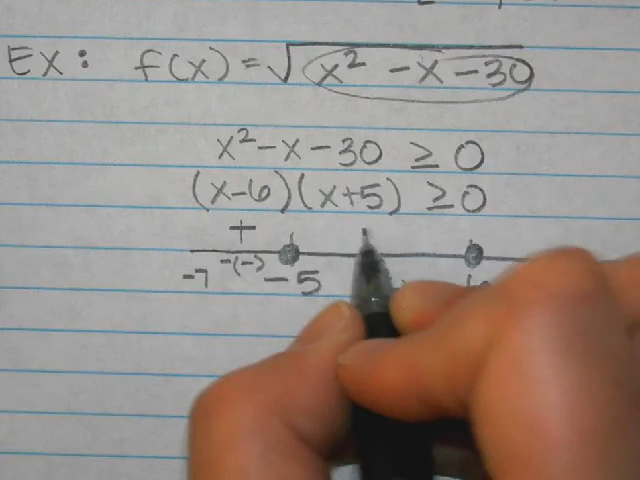 Ex: f(x)=√(x² -x-30)
x²-x-30 ≥ 0
(x-6)(x+5) ≥ 0
+
-7 -(-) -5